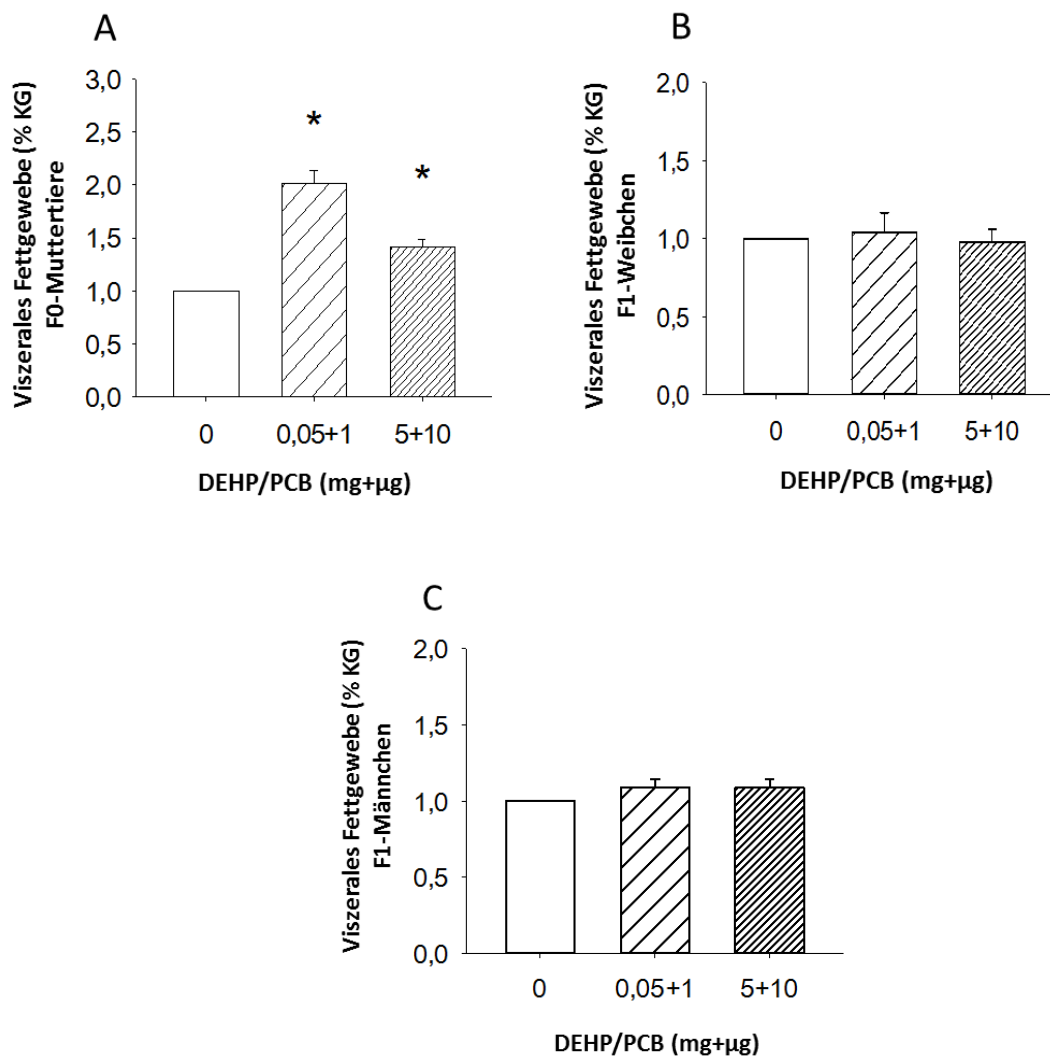 A
Viszerales Fettgewebe (% KG)
F0-Muttertiere
3,0
2,5
2,0
1,5
1,0
0,5
0,0
*
*
0 0,05+1 5+10
DEHP/PCB (mg+µg)
B
Viszerales Fettgewebe (% KG)
F1-Weibchen
2,0
1,5
1,0
0,5
0,0
0 0,05+1 5+10
DEHP/PCB (mg+µg)
C
Viszerales Fettgewebe (% KG)
F1-Männchen
2,0
1,5
1,0
0,5
0,0
0 0,05+1 5+10
DEHP/PCB (mg+µg)